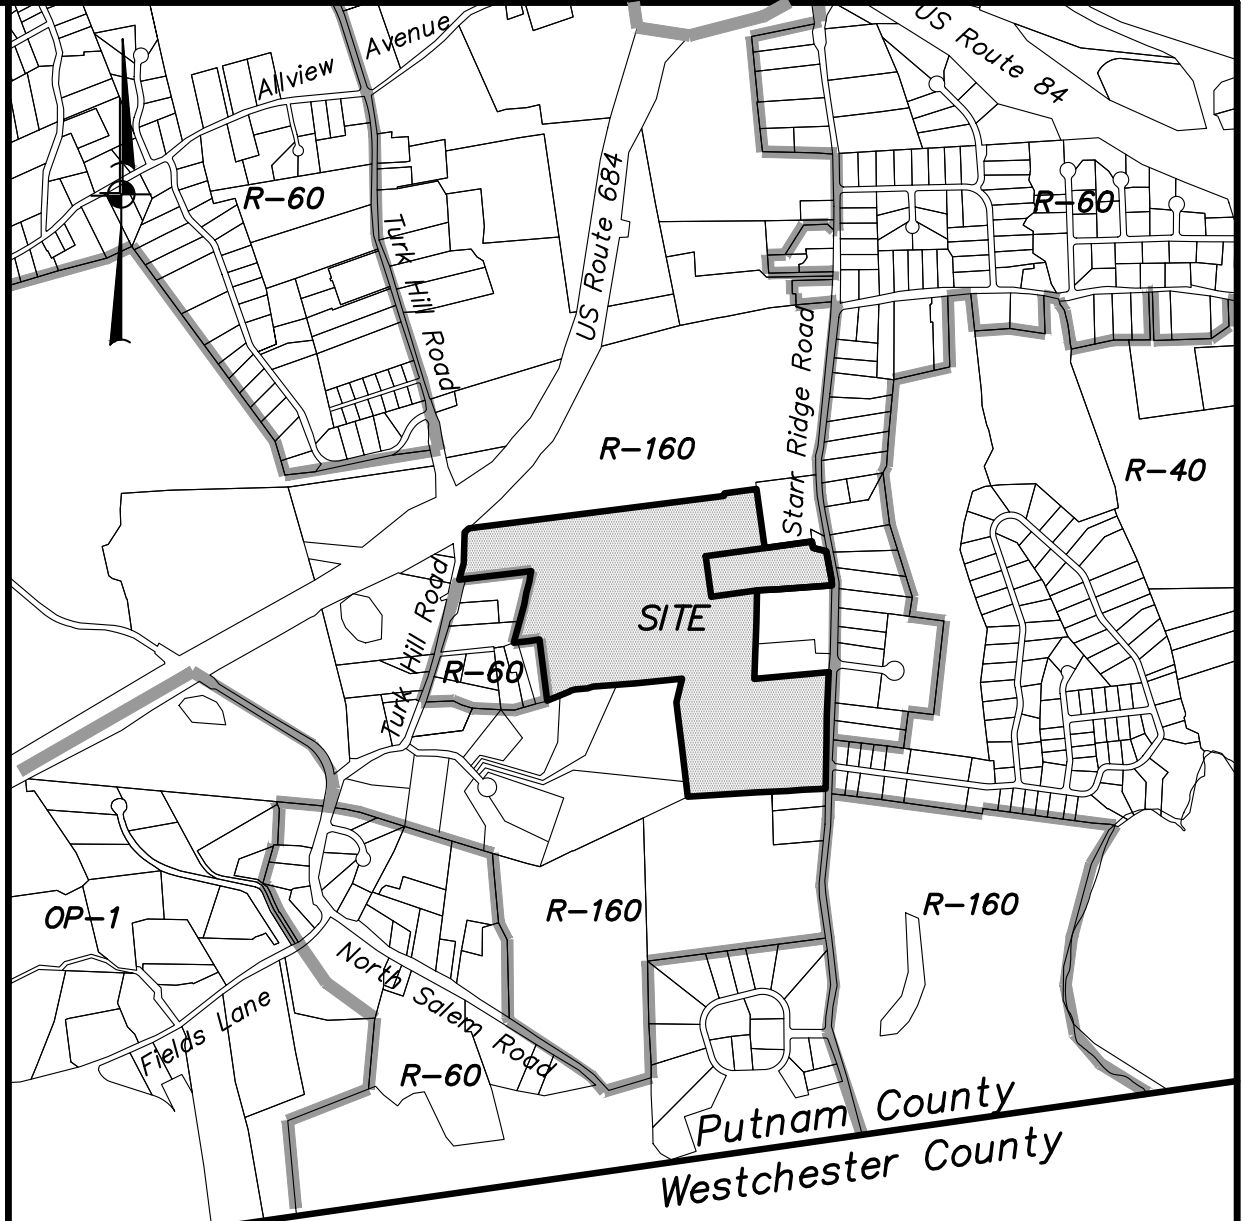 US Route 84
Allview Avenue
R-60
R-60
Turk Hill Road
US Route 684
Starr Ridge Road
R-160
R-40
Turk Hill Road
SITE
R-60
OP-1
R-160
R-160
North Salem Road
Fields Lane
R-60
Putnam County
Westchester County